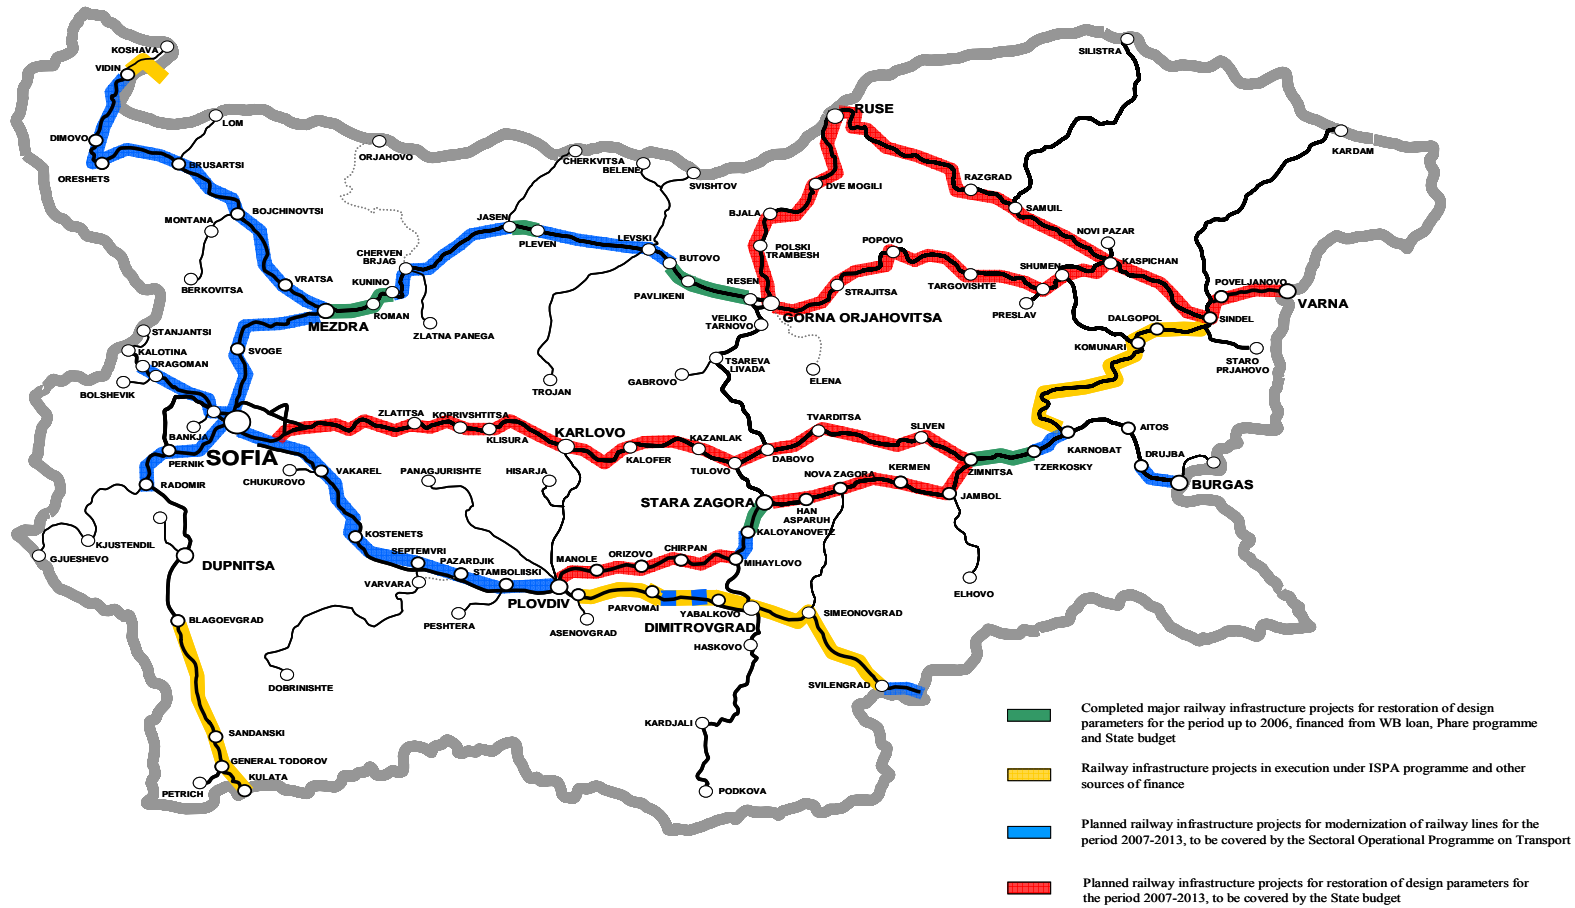 KOSHAVA
VIDIN
LOM
DIMOVO
ORESHETS
BRUSARTSI
ORJAHOVO
CHERKVITSA
BELENE
SVISHTOV
RUSE
SILISTRA
KARDAM
MONTANA
BOJCHINOVTSI
BERKOVITSA
VRATSA
MEZDRA
ROMAN
KUNINO
CHERVEN
BRJAG
ZLATNA PANEGA
JASEN
PLEVEN
LEVSKI
BUTOVO
PAVLIKENI
RESEN
TROJAN
DVE MOGILI
BJALA
POLSKI
TRAMBESH
POPOVO
RAZGRAD
SAMUIL
NOVI PAZAR
KASPICHAN
SHUMEN
TARGOVISHTE
STRAJITSA
PRESLAV
POVELJANOVO
VARNA
SINDEL
DALGOPOL
KOMUNARI
STARO
PRJAHOVO
GORNA ORJAHOVITSA
VELIKO
TARNOVO
TSAREVA
LIVADA
GABROVO
ELENA
STANJANTSI
KALOTINA
DRAGOMAN
BOLSHEVIK
SVOGE
BANKJA
SOFIA
PERNIK
RADOMIR
CHUKUROVO
VAKAREL
ZLATITSA
KOPRIVSHTITSA
KLISURA
KARLOVO
KALOFER
KAZANLAK
TULOVO
DABOVO
TVARDITSA
SLIVEN
ZIMNITSA
TZERKOSKY
KARNOBAT
AITOS
DRUJBA
BURGAS
PANAGJURISHTE
HISARJA
STARA ZAGORA
NOVA ZAGORA
KERMEN
JAMBOL
HAN
ASPARUH
KALOYANOVETZ
MIHAYLOVO
CHIRPAN
ORIZOVO
MANOLE
ELHOVO
KOSTENETS
SEPTEMVRI
PAZARDJIK
STAMBOLIISKI
VARVARA
PESHTERA
PLOVDIV
ASENOVGRAD
PARVOMAI
YABALKOVO
DIMITROVGRAD
SIMEONOVGRAD
HASKOVO
SVILENGRAD
KARDJALI
PODKOVA
DOBRINISHTE
GJUESHEVO
KJUSTENDIL
DUPNITSA
BLAGOEVGRAD
SANDANSKI
GENERAL TODOROV
KULATA
PETRICH
Completed major railway infrastructure projects for restoration of design
parameters for the period up to 2006, financed from WB loan, Phare programme
and State budget
Railway infrastructure projects in execution under ISPA programme and other
sources of finance
Planned railway infrastructure projects for modernization of railway lines for the
period 2007-2013, to be covered by the Sectoral Operational Programme on Transport
Planned railway infrastructure projects for restoration of design parameters for
the period 2007-2013, to be covered by the State budget